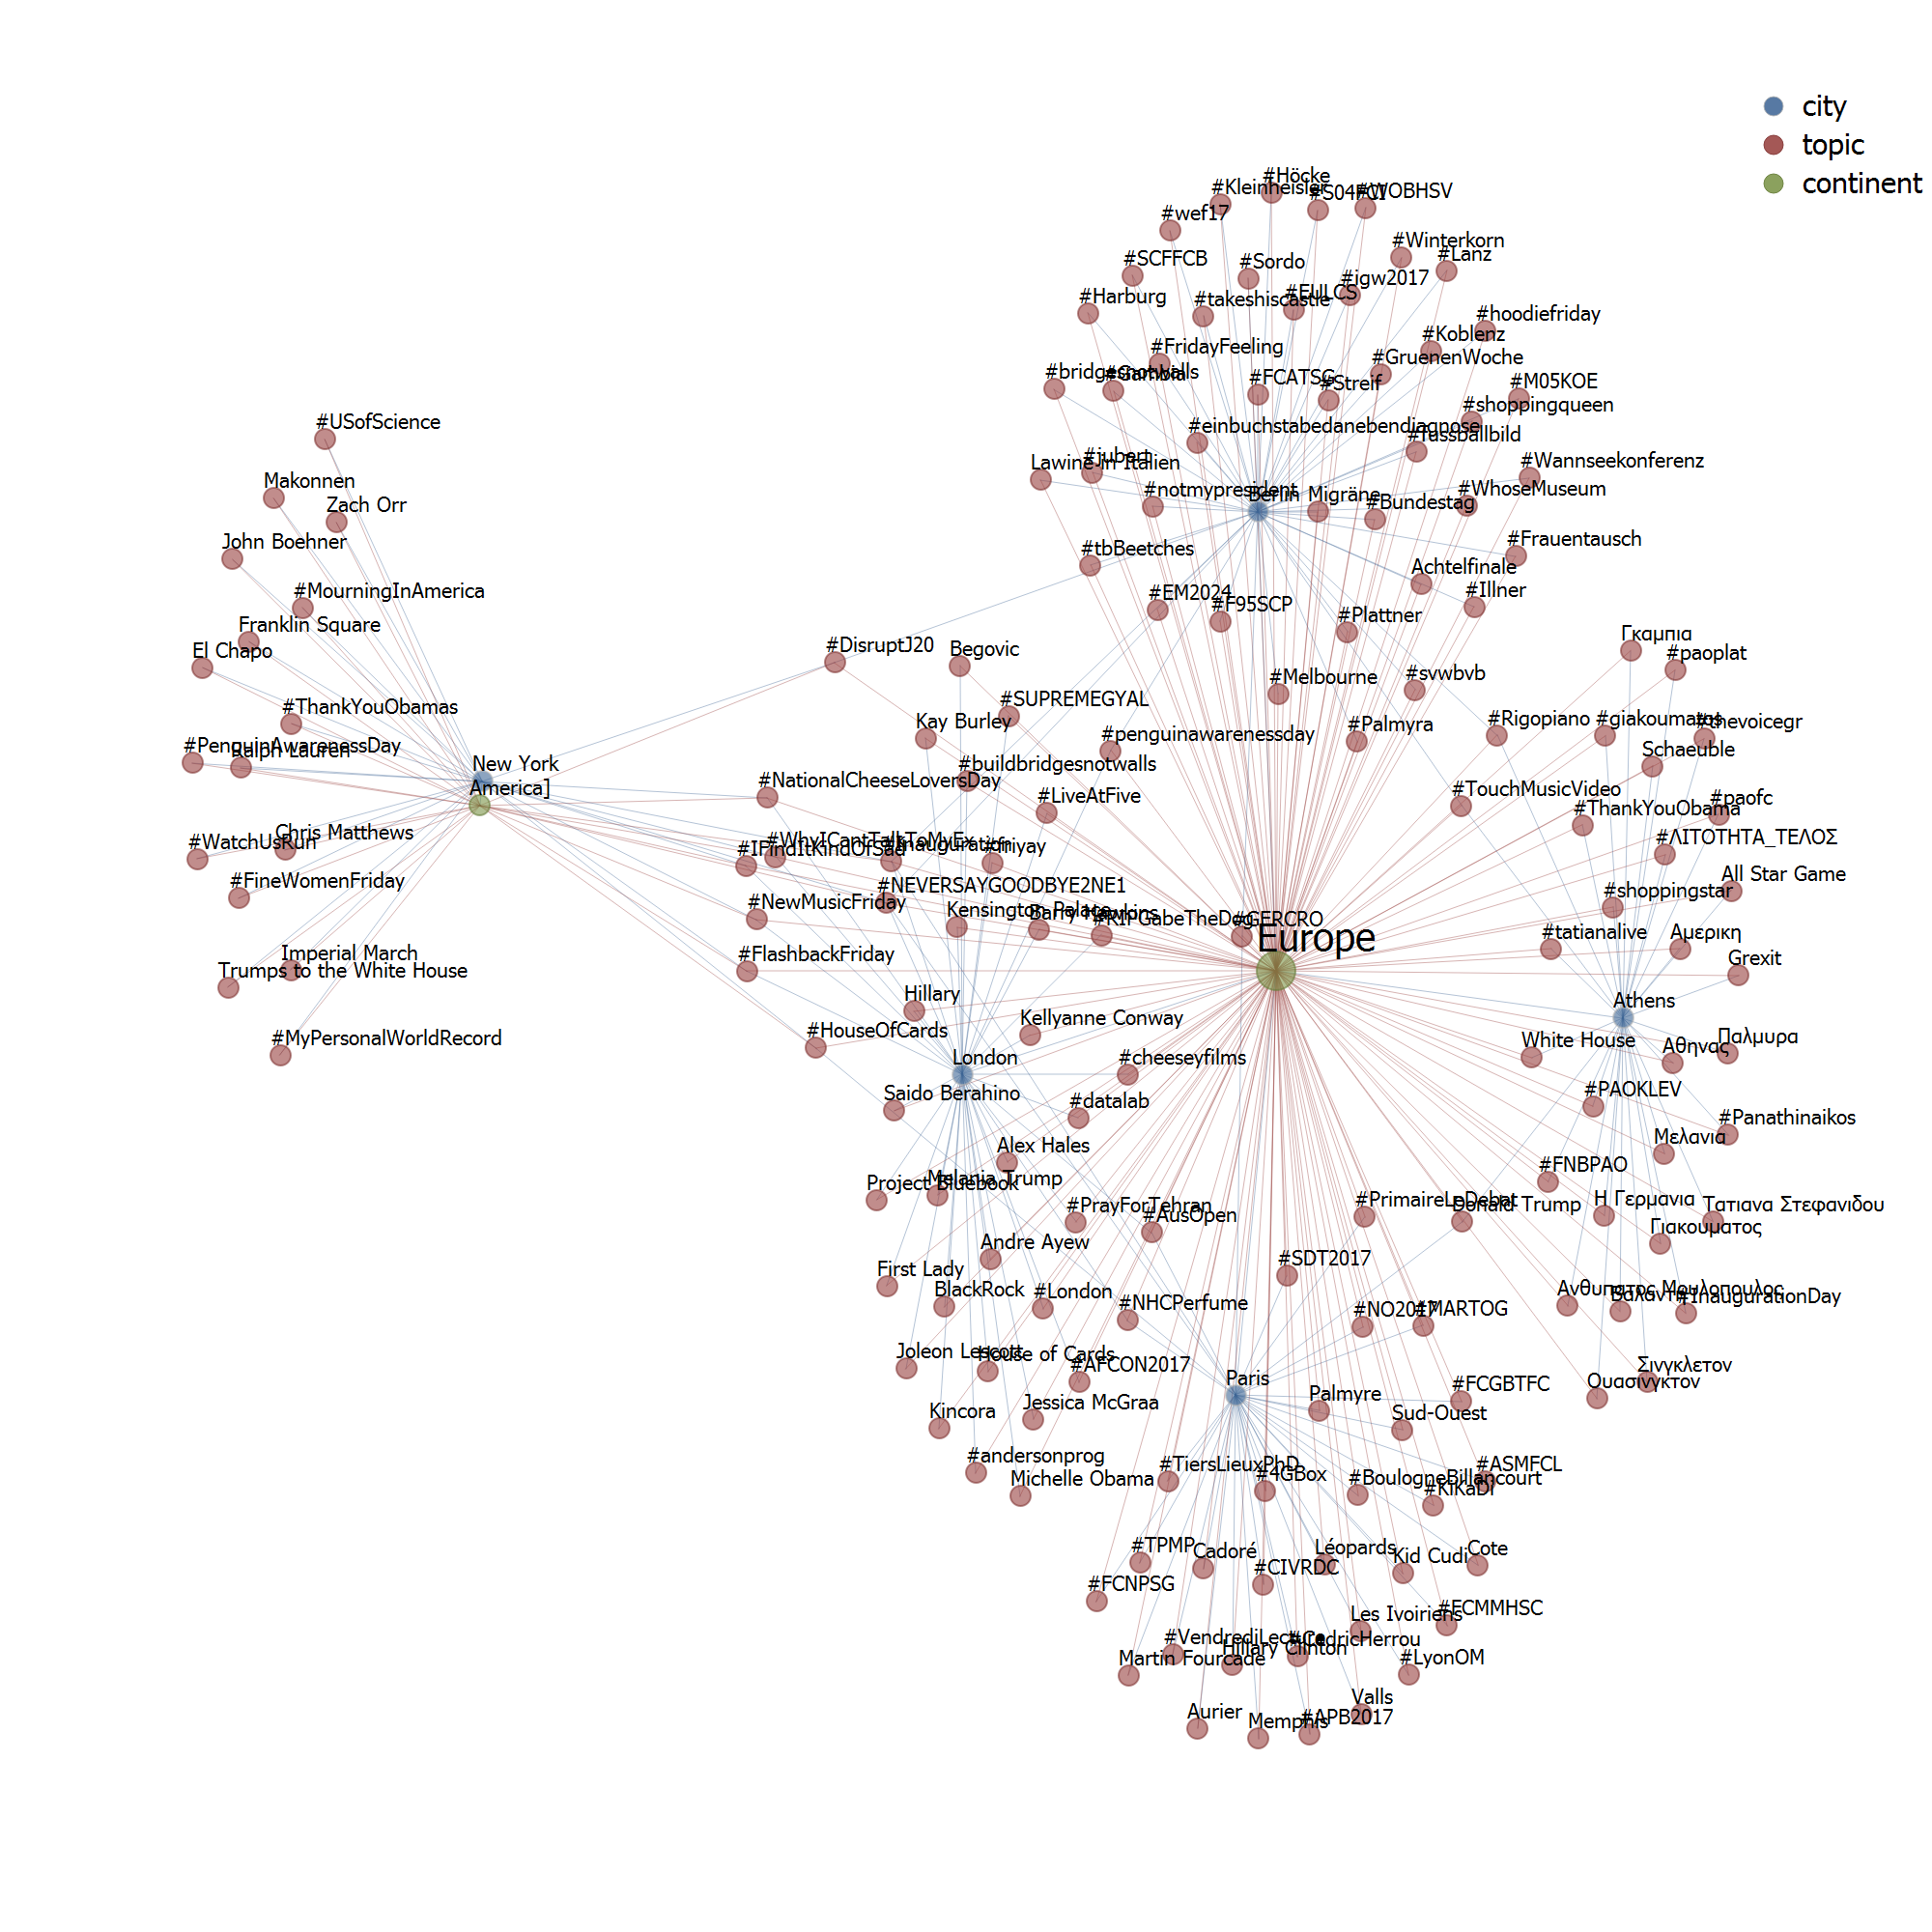 city
topic
continent
#Höcke
#Kleinheisler
#S04FCI
#WOBHSV
#wef17
#Winterkorn
#Lanz
#SCFFCB
#Sordo
#igw2017
#Harburg
#takeshiscastle
#EULCS
#hoodiefriday
#Koblenz
#FridayFeeling
#GruenenWoche
#bridgesnotwalls
#Gambia
#FCATSG
#Streif
#M05KOE
#shoppingqueen
#USofScience
#einbuchstabedanebendiagnose
#fussballbild
Lawine in Italien
#jubert
#Wannseekonferenz
Makonnen
#notmypresident
Berlin
Migräne
#Bundestag
#WhoseMuseum
Zach Orr
John Boehner
#tbBeetches
#Frauentausch
Achtelfinale
#MourningInAmerica
#EM2024
#F95SCP
#Plattner
#Illner
Franklin Square
El Chapo
#DisruptJ20
Begovic
Γκαμπια
#paoplat
#Melbourne
#svwbvb
#ThankYouObamas
#SUPREMEGYAL
Kay Burley
#penguinawarenessday
#Palmyra
#Rigopiano
#giakoumatos
#thevoicegr
#PenguinAwarenessDay
Ralph Lauren
New York
America]
#buildbridgesnotwalls
Schaeuble
#NationalCheeseLoversDay
#LiveAtFive
#TouchMusicVideo
#ThankYouObama
#paofc
#WatchUsRun
Chris Matthews
#IFindItKindOfSad
#WhyICantTalkToMyEx
#Inauguration
#friyay
#ΛΙΤΟΤΗΤΑ_ΤΕΛΟΣ
#FineWomenFriday
#NEVERSAYGOODBYE2NE1
#NewMusicFriday
Kensington Palace
Barry Hawkins
#RIPGabeTheDog
#GERCRO
Europe
All Star Game
#shoppingstar
#tatianalive
Αμερικη
Imperial March
Trumps to the White House
#FlashbackFriday
Grexit
Hillary
Athens
#MyPersonalWorldRecord
#HouseOfCards
Kellyanne Conway
London
#cheeseyfilms
White House
Αθηνας
Παλμυρα
Saido Berahino
#datalab
#PAOKLEV
#Panathinaikos
Alex Hales
Μελανια
Project Bluebook
Melania Trump
#FNBPAO
#PrayForTehran
#AusOpen
#PrimaireLeDebat
Donald Trump
Η Γερμανια
Τατιανα Στεφανιδου
Γιακουματος
Andre Ayew
#SDT2017
First Lady
BlackRock
#London
#NHCPerfume
#NO2017
#MARTOG
Ανθυπατος Μουλοπουλος
#InaugurationDay
Joleon Lescott
House of Cards
#AFCON2017
Paris
Palmyre
#FCGBTFC
Σινγκλετον
Ουασινγκτον
Kincora
Jessica McGraa
Sud-Ouest
#andersonprog
Michelle Obama
#TiersLieuxPhD
#4GBox
#BoulogneBillancourt
#ASMFCL
#KiKaDi
#TPMP
Cadoré
Léopards
#CIVRDC
Kid Cudi
Cote
#FCNPSG
Les Ivoiriens
#FCMMHSC
#VendrediLecture
#CedricHerrou
Martin Fourcade
Hillary Clinton
#LyonOM
Aurier
Memphis
#APB2017
Valls